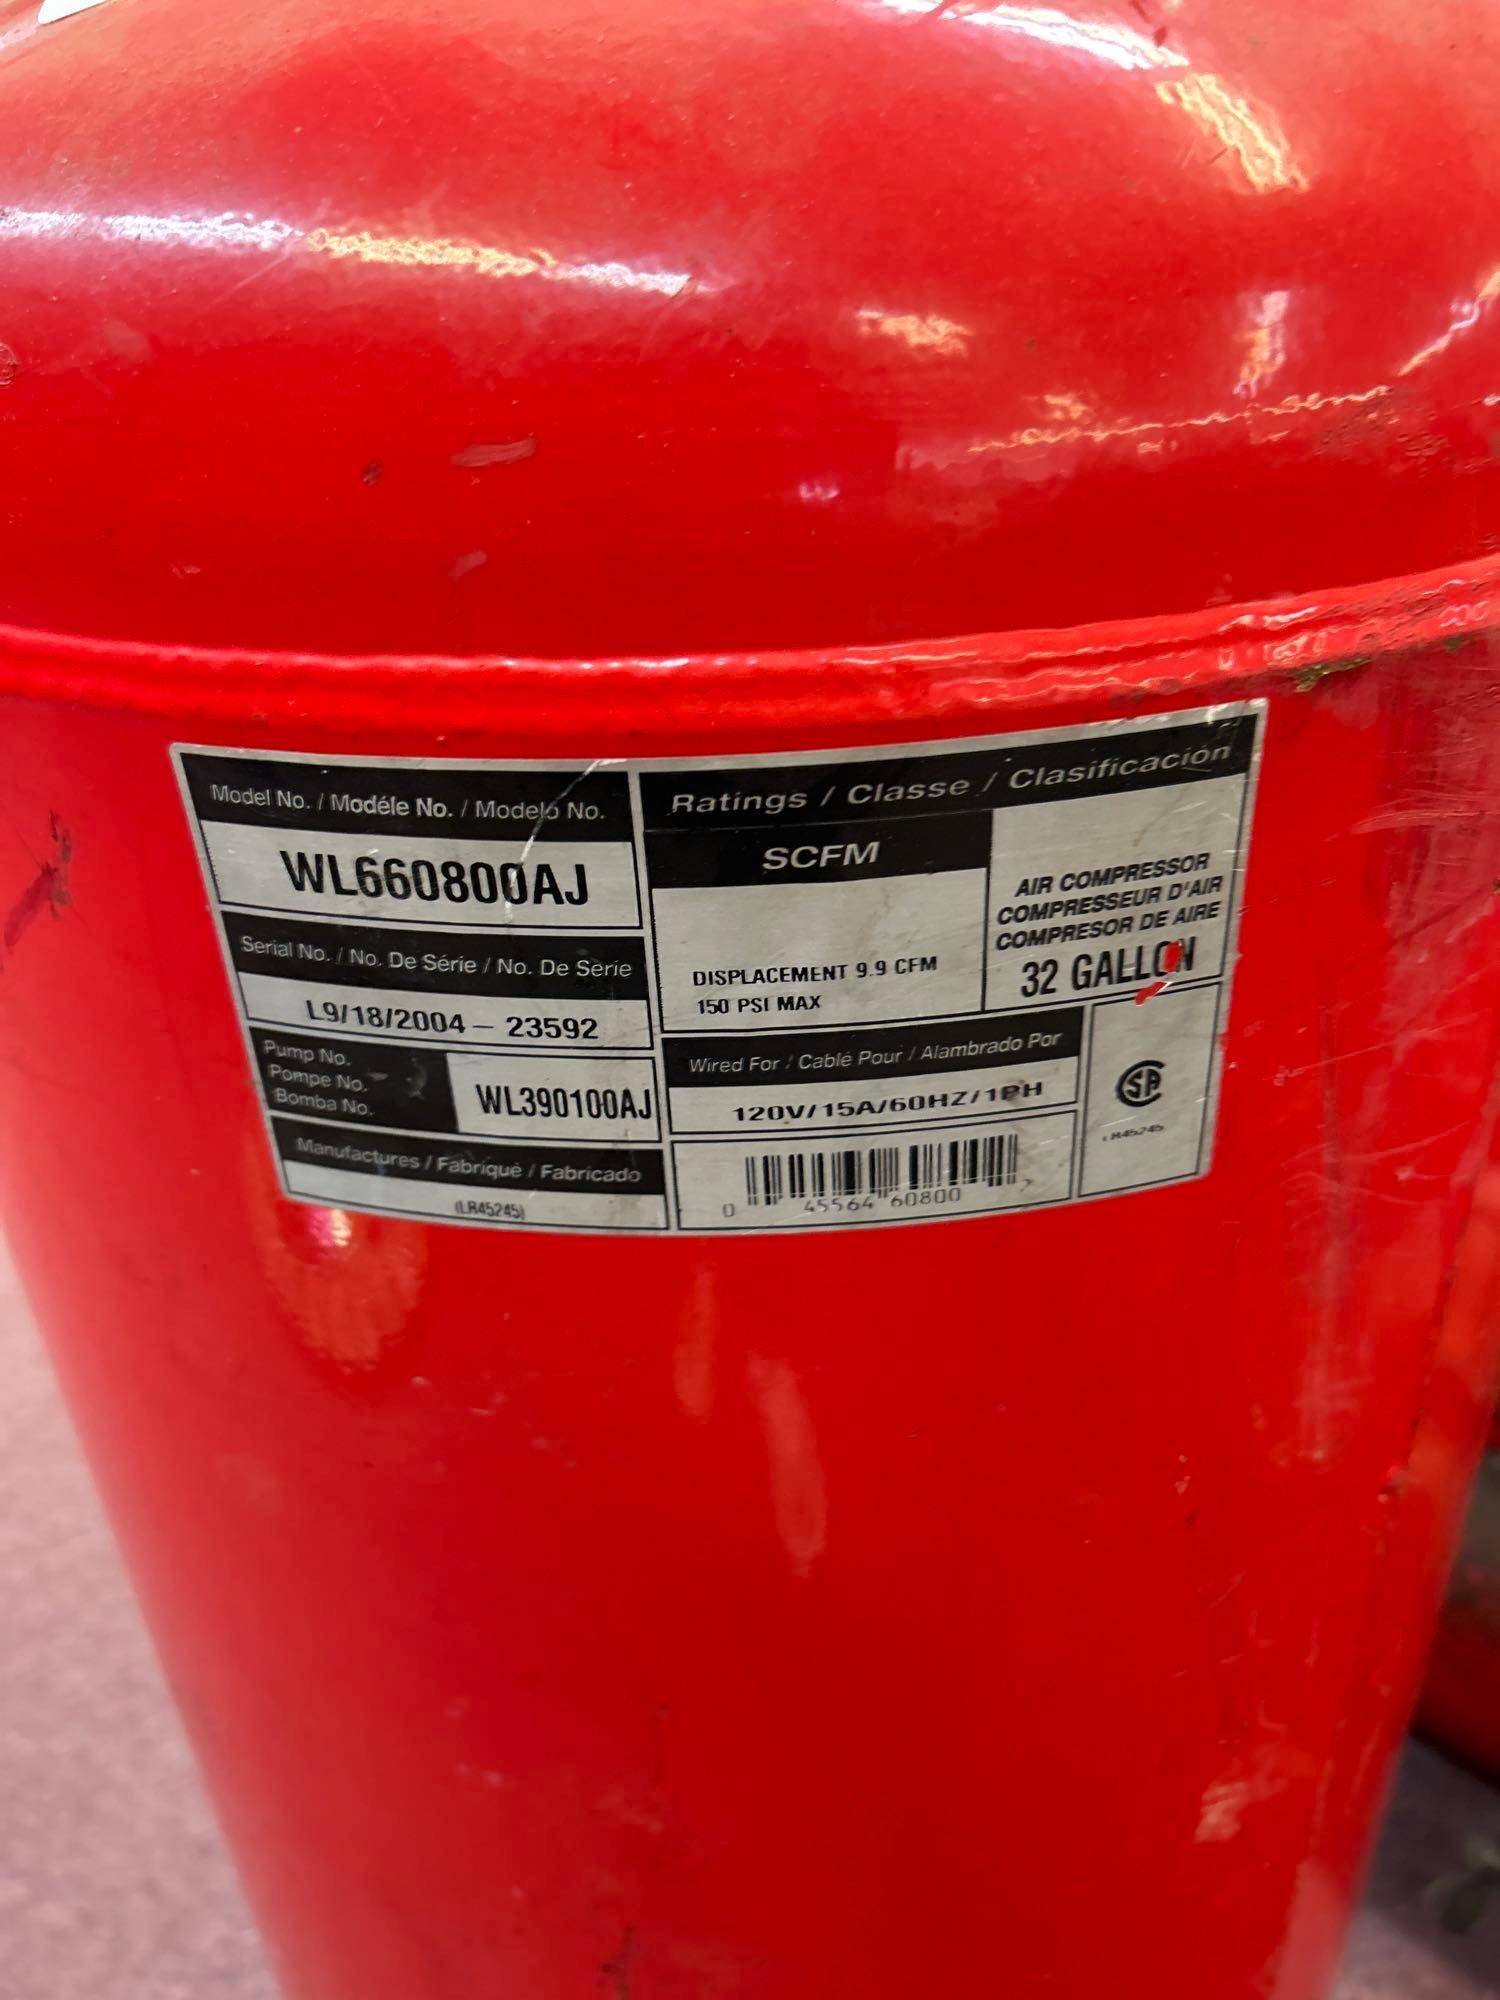 Model No. / Modéle No. / Modelo No.
WL660800AJ
Serial No. / No. De Série / No. De Serie
L9/18/2004 – 23592
Pump No.
Pompe No.
Bomba No.
WL390100AJ
Manufactures / Fabriqué / Fabricado
(LR45245)
Ratings / Classe / Clasificación
SCFM
DISPLACEMENT 9.9 CFM
150 PSI MAX
AIR COMPRESSOR
COMPRESSEUR D'AIR
COMPRESOR DE AIRE
32 GALLON
Wired For / Cablé Pour / Alambrado Por
120V/15A/60HZ/1PH
0 45564 60800
LR45245